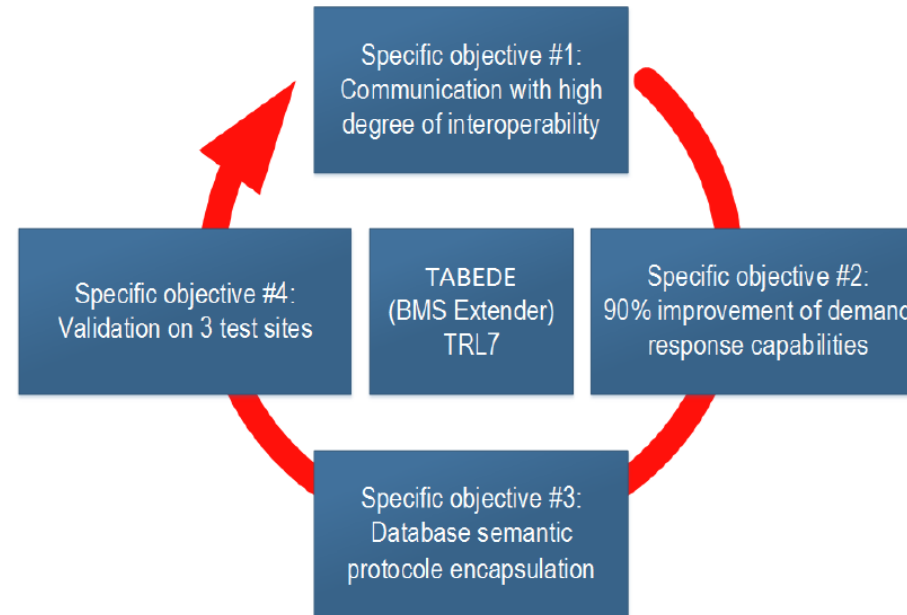 Specific objective #1:
Communication with high
degree of interoperability
Specific objective #4:
Validation on 3 test sites
TABEDE
(BMS Extender)
TRL7
Specific objective #2:
90% improvement of demand
response capabilities
Specific objective #3:
Database semantic
protocole encapsulation